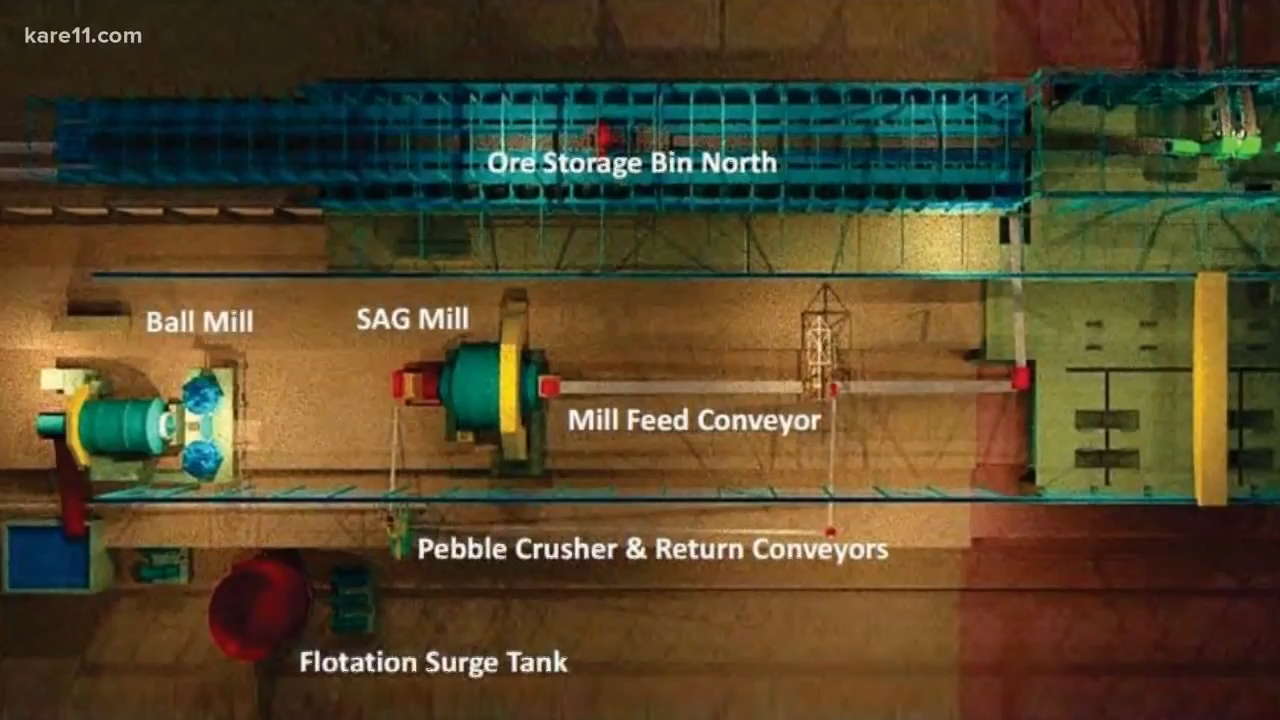 kare11.com
Ore Storage Bin North
Ball Mill
SAG Mill
Mill Feed Conveyor
Pebble Crusher & Return Conveyors
Flotation Surge Tank